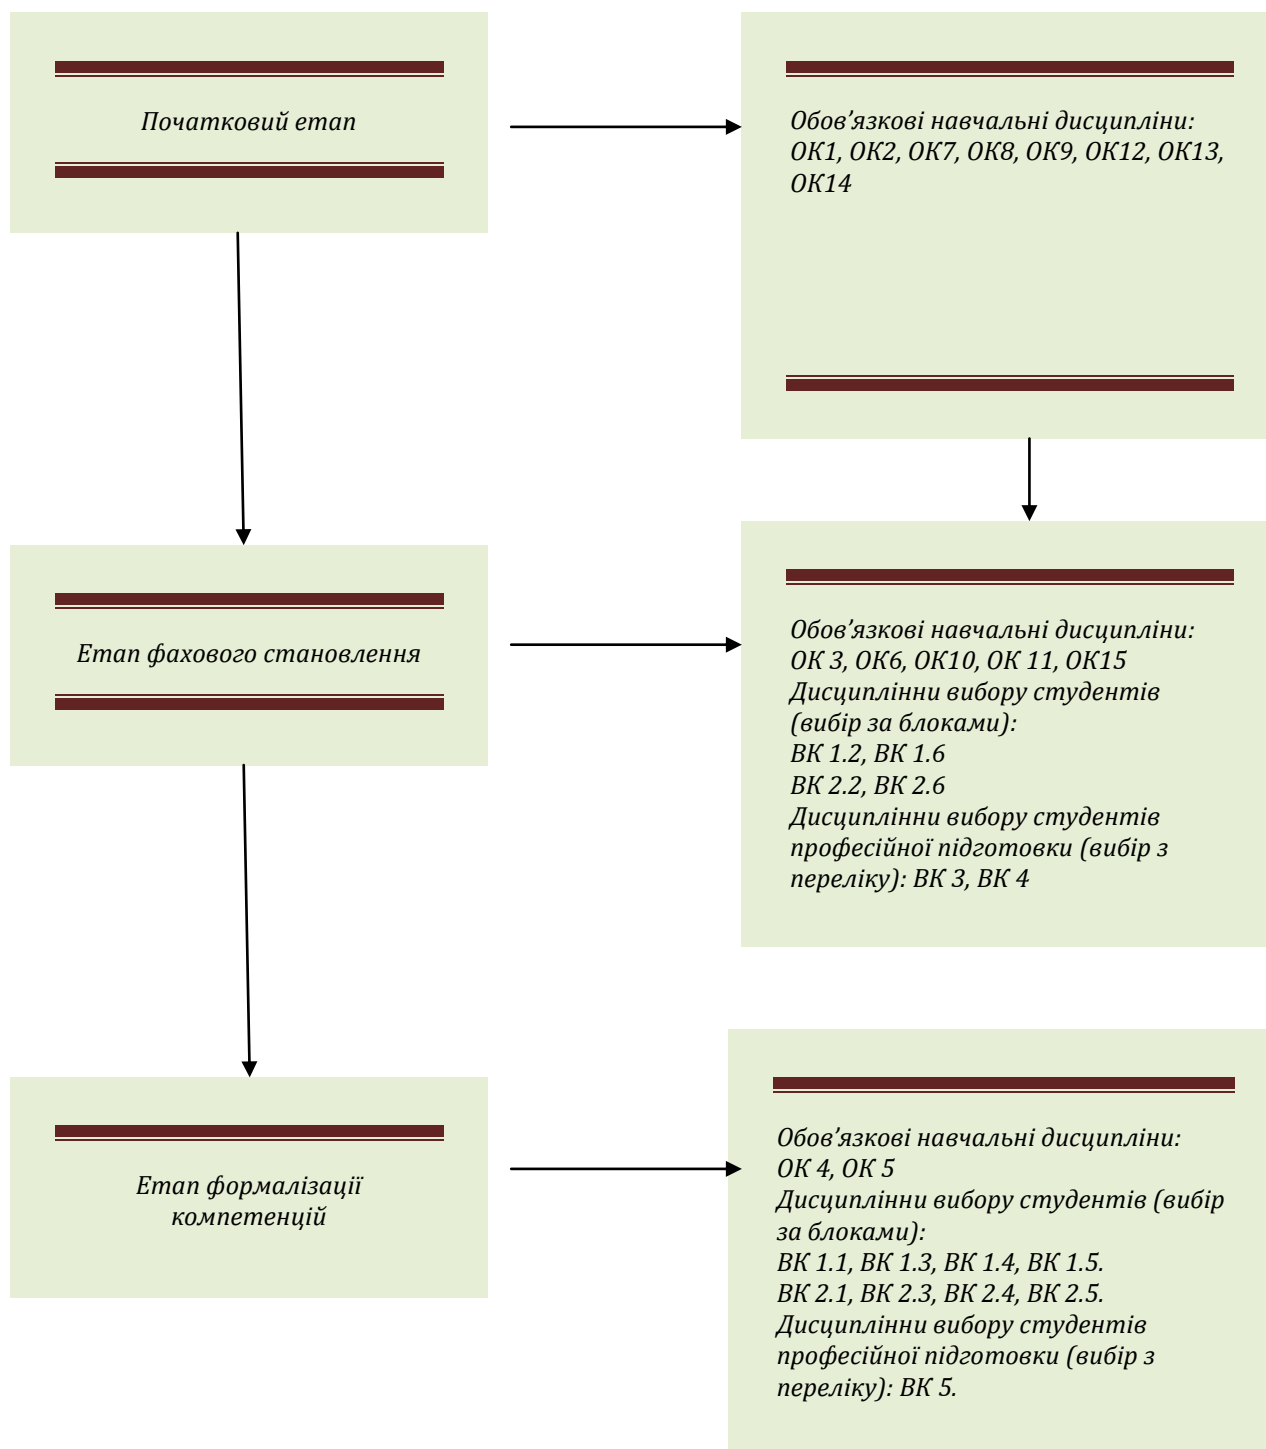 Початковий етап
Обов'язкові навчальні дисципліни:
ОК1, ОК2, ОК7, ОК8, ОК9, ОК12, ОК13,
ОК14
Етап фахового становлення
Обов'язкові навчальні дисципліни:
ОК 3, ОК6, ОК10, ОК 11, ОК15
Дисциплінни вибору студентів
(вибір за блоками):
ВК 1.2, ВК 1.6
ВК 2.2, ВК 2.6
Дисциплінни вибору студентів
професійної підготовки (вибір з
переліку): ВК 3, ВК 4
Етап формалізації
компетенцій
Обов'язкові навчальні дисципліни:
ОК 4, ОК 5
Дисциплінни вибору студентів (вибір
за блоками):
ВК 1.1, ВК 1.3, ВК 1.4, ВК 1.5.
ВК 2.1, ВК 2.3, ВК 2.4, ВК 2.5.
Дисциплінни вибору студентів
професійної підготовки (вибір з
переліку): ВК 5.